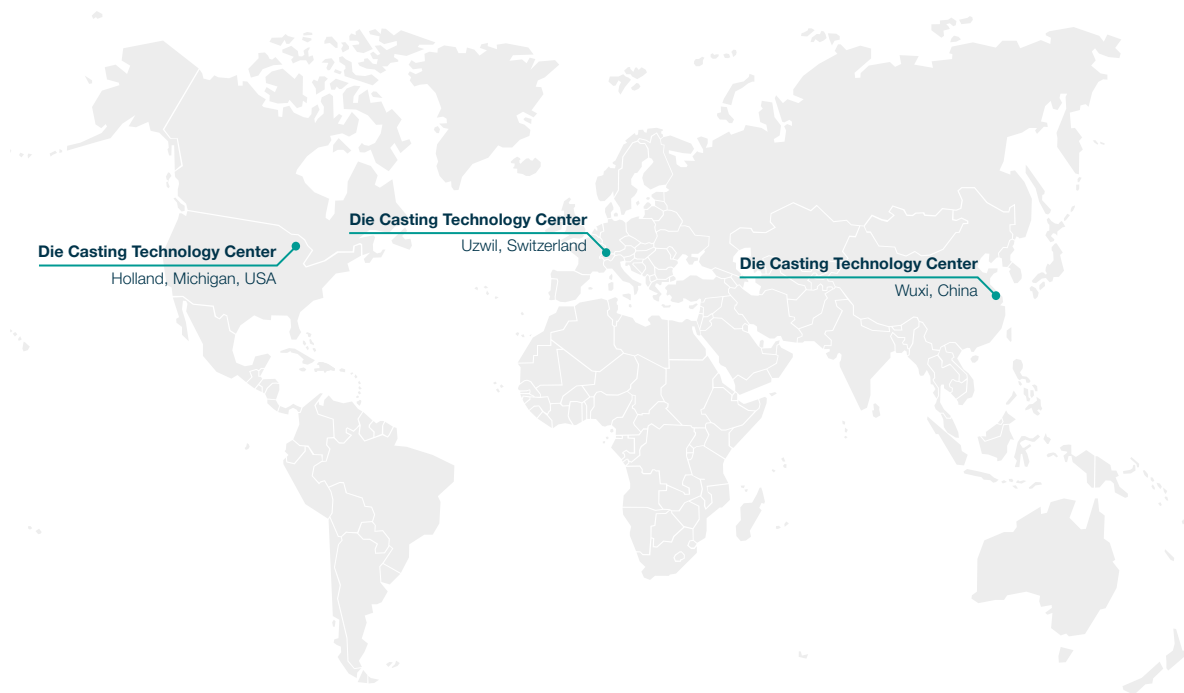 Die Casting Technology Center
Holland, Michigan, USA
Die Casting Technology Center
Uzwil, Switzerland
Die Casting Technology Center
Wuxi, China